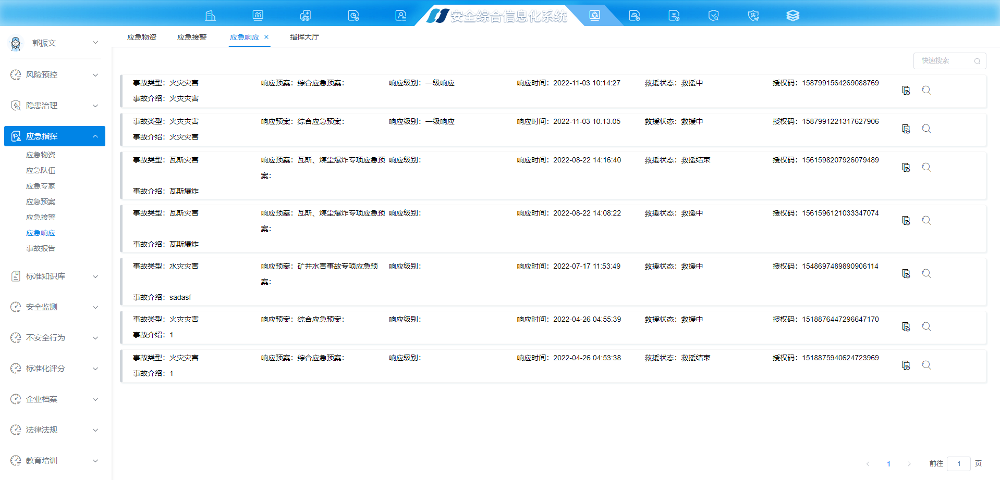 安全综合信息化系统
郭振文
风险预控
隐患治理
应急指挥
应急物资
应急队伍
应急专家
应急预案
应急接警
应急响应
事故报告
标准知识库
安全监测
不安全行为
标准化评分
企业档案
法律法规
教育培训
应急物资 应急接警 应急响应 × 指挥大厅
快速搜索
事故类型：火灾灾害 响应预案：综合应急预案： 响应级别：一级响应 响应时间：2022-11-03 10:14:27 救援状态：救援中 授权码：1587991564269088769
事故介绍：火灾灾害
事故类型：火灾灾害 响应预案：综合应急预案： 响应级别：一级响应 响应时间：2022-11-03 10:13:05 救援状态：救援中 授权码：1587991221317627906
事故介绍：火灾灾害
事故类型：瓦斯灾害 响应预案：瓦斯、煤尘爆炸专项应急预 响应级别： 响应时间：2022-08-22 14:16:40 救援状态：救援结束 授权码：1561598207926079489
案：
事故介绍：瓦斯爆炸
事故类型：瓦斯灾害 响应预案：瓦斯、煤尘爆炸专项应急预 响应级别： 响应时间：2022-08-22 14:08:22 救援状态：救援中 授权码：1561596121033347074
案：
事故介绍：瓦斯爆炸
事故类型：水灾灾害 响应预案：矿井水害事故专项应急预 响应级别： 响应时间：2022-07-17 11:53:49 救援状态：救援中 授权码：1548697489890906114
案：
事故介绍：sadasf
事故类型：火灾灾害 响应预案：综合应急预案： 响应级别： 响应时间：2022-04-26 04:55:39 救援状态：救援中 授权码：1518876447296647170
事故介绍：1
事故类型：火灾灾害 响应预案：综合应急预案： 响应级别： 响应时间：2022-04-26 04:53:38 救援状态：救援结束 授权码：1518875940624723969
事故介绍：1
1 前往 1 页